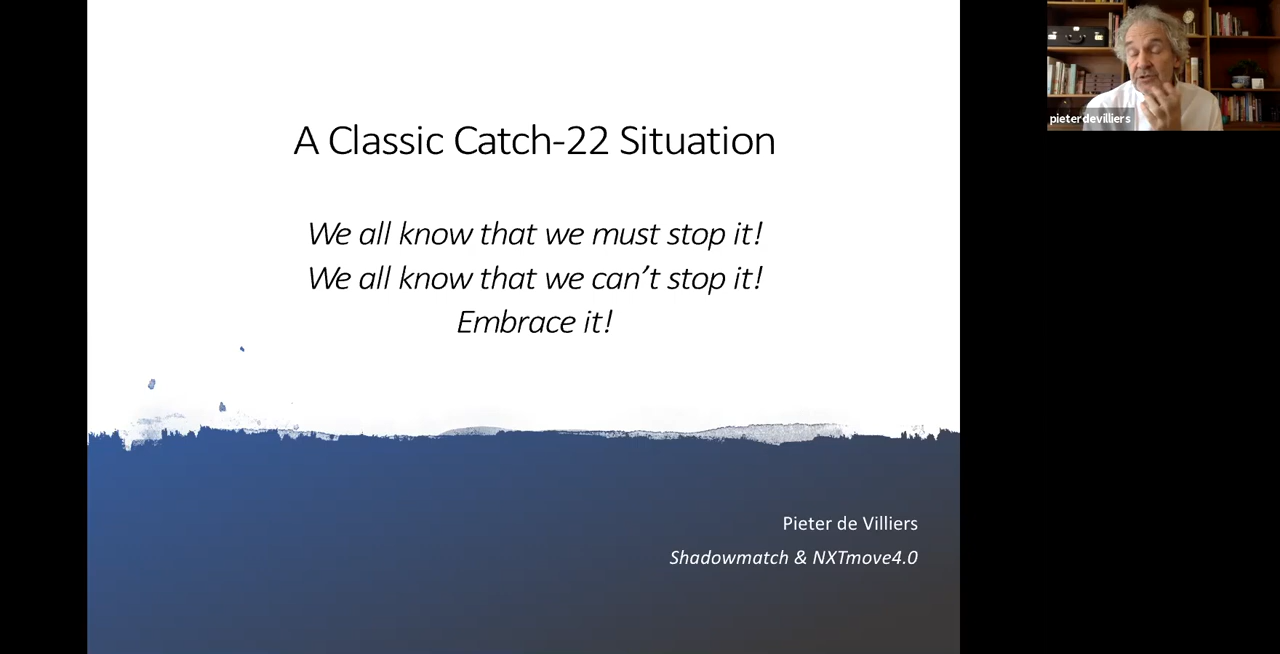 A Classic Catch-22 Situation
We all know that we must stop it!
We all know that we can’t stop it!
Embrace it!
Pieter de Villiers
Shadowmatch & NXTmove4.0
pieterdevilliers